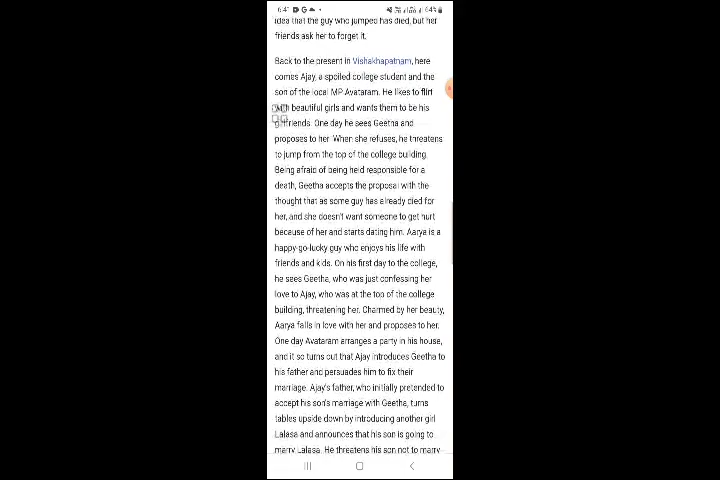 6:41
64%
idea that the guy who jumped has died, but her
friends ask her to forget it.
Back to the present in Vishakhapatnam, here
comes Ajay, a spoiled college student and the
son of the local MP Avataram. He likes to flirt
with beautiful girls and wants them to be his
girlfriends. One day he sees Geetha and
proposes to her. When she refuses, he threatens
to jump from the top of the college building.
Being afraid of being held responsible for a
death, Geetha accepts the proposal with the
thought that as some guy has already died for
her, and she doesn't want someone to get hurt
because of her and starts dating him. Aarya is a
happy-go-lucky guy who enjoys his life with
friends and kids. On his first day to the college,
he sees Geetha, who was just confessing her
love to Ajay, who was at the top of the college
building, threatening her. Charmed by her beauty,
Aarya falls in love with her and proposes to her.
One day Avataram arranges a party in his house,
and it so turns out that Ajay introduces Geetha to
his father and persuades him to fix their
marriage. Ajay's father, who initially pretended to
accept his son's marriage with Geetha, turns
tables upside down by introducing another girl
Lalasa and announces that his son is going to
marry Lalasa. He threatens his son not to marry